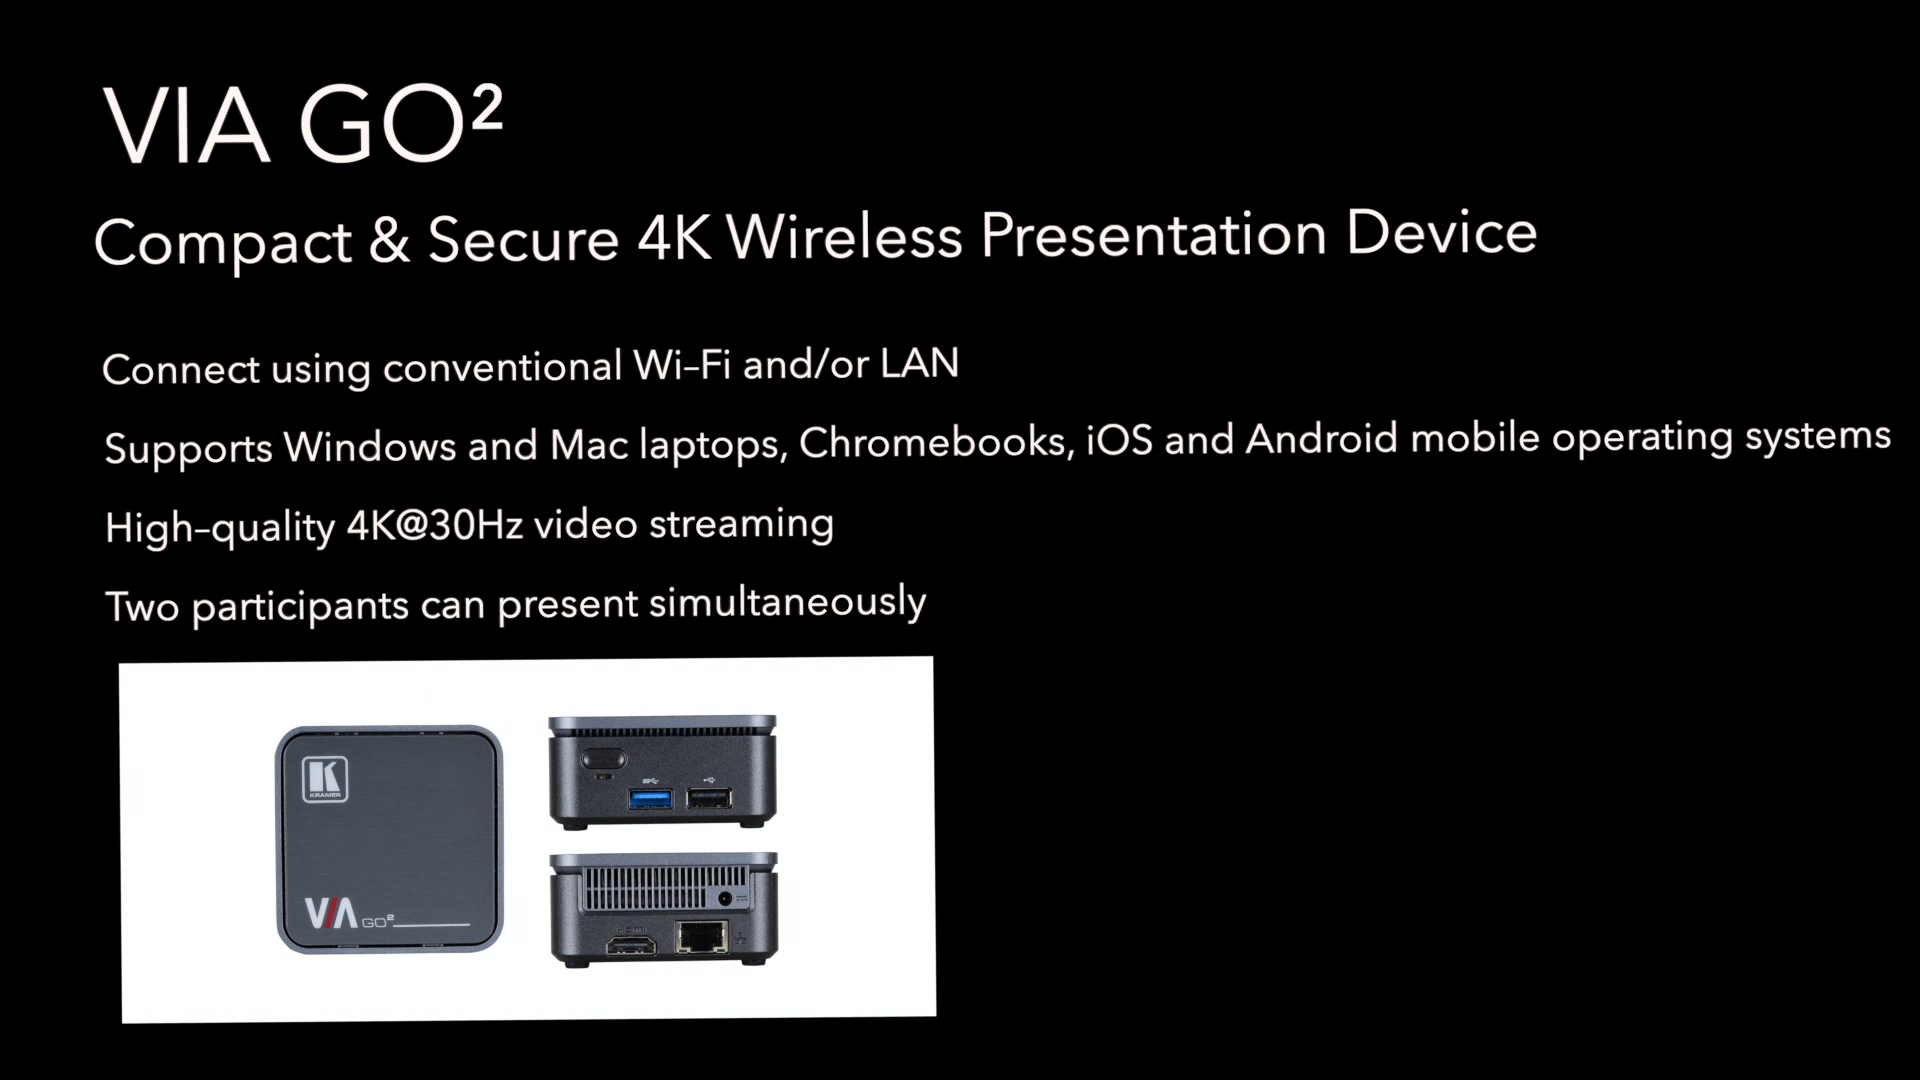 VIA GO²
Compact & Secure 4K Wireless Presentation Device
Connect using conventional Wi-Fi and/or LAN
Supports Windows and Mac laptops, Chromebooks, iOS and Android mobile operating systems
High-quality 4K@30Hz video streaming
Two participants can present simultaneously
K
KRAMER
VIA GO²
HDMI